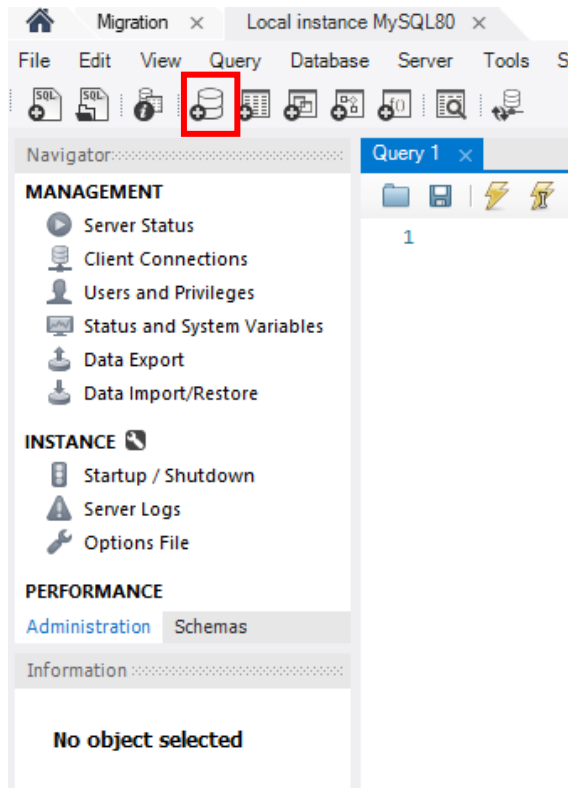 Migration × Local instance MySQL80 ×
File Edit View Query Database Server Tools S
SQL SQL
Navigator Query 1 ×
MANAGEMENT
Server Status 1
Client Connections
Users and Privileges
Status and System Variables
Data Export
Data Import/Restore
INSTANCE
Startup / Shutdown
Server Logs
Options File
PERFORMANCE
Administration Schemas
Information
No object selected